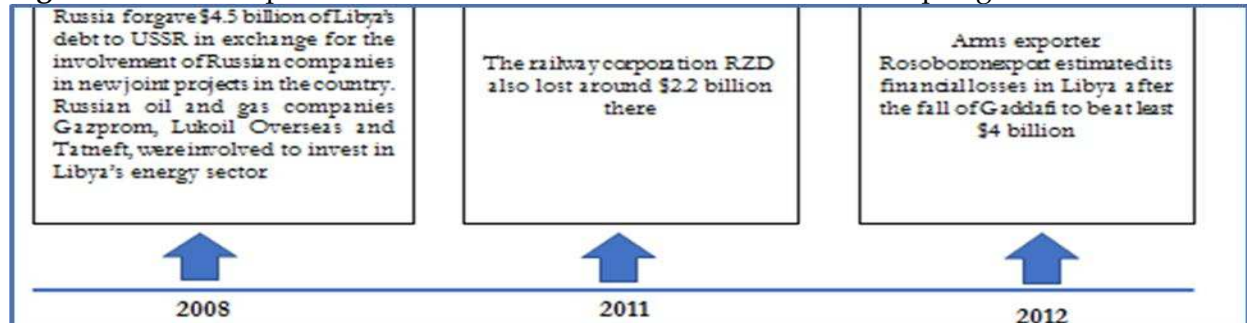 Russia forgave $4.5 billion of Libya's
debt to USSR in exchange for the
involvement of Russian companies
in new joint projects in the country.
Russian oil and gas companies
Gazprom, Lukoil Overseas and
Tatneft, were involved to invest in
Libya's energy sector
The railway corporation RZD
also lost around $2.2 billion
there
Arms exporter
Rosoboronexport estimated its
financial losses in Libya after
the fall of Gaddafi to be at least
$4 billion
2008
2011
2012